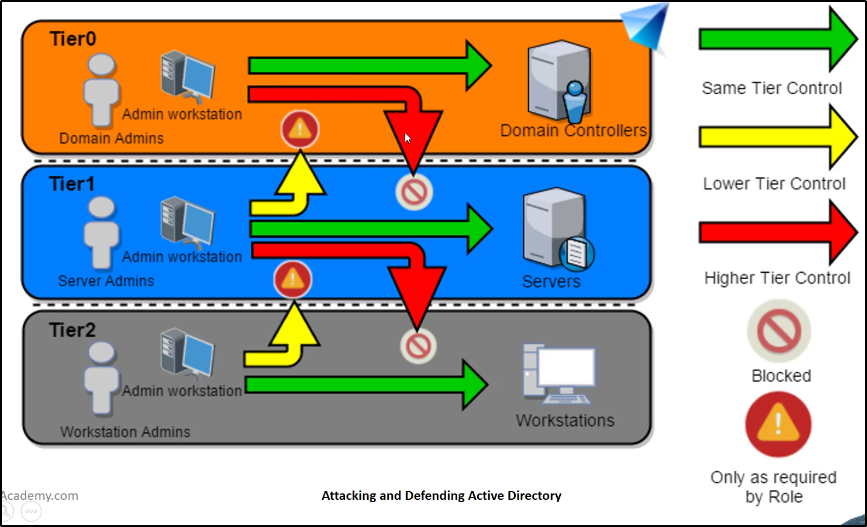 Tier0
Admin workstation
Domain Admins
Domain Controllers
Tier1
Admin workstation
Server Admins
Servers
Tier2
Admin workstation
Workstation Admins
Workstations
Same Tier Control
Lower Tier Control
Higher Tier Control
Blocked
Only as required
by Role
Academy.com
Attacking and Defending Active Directory